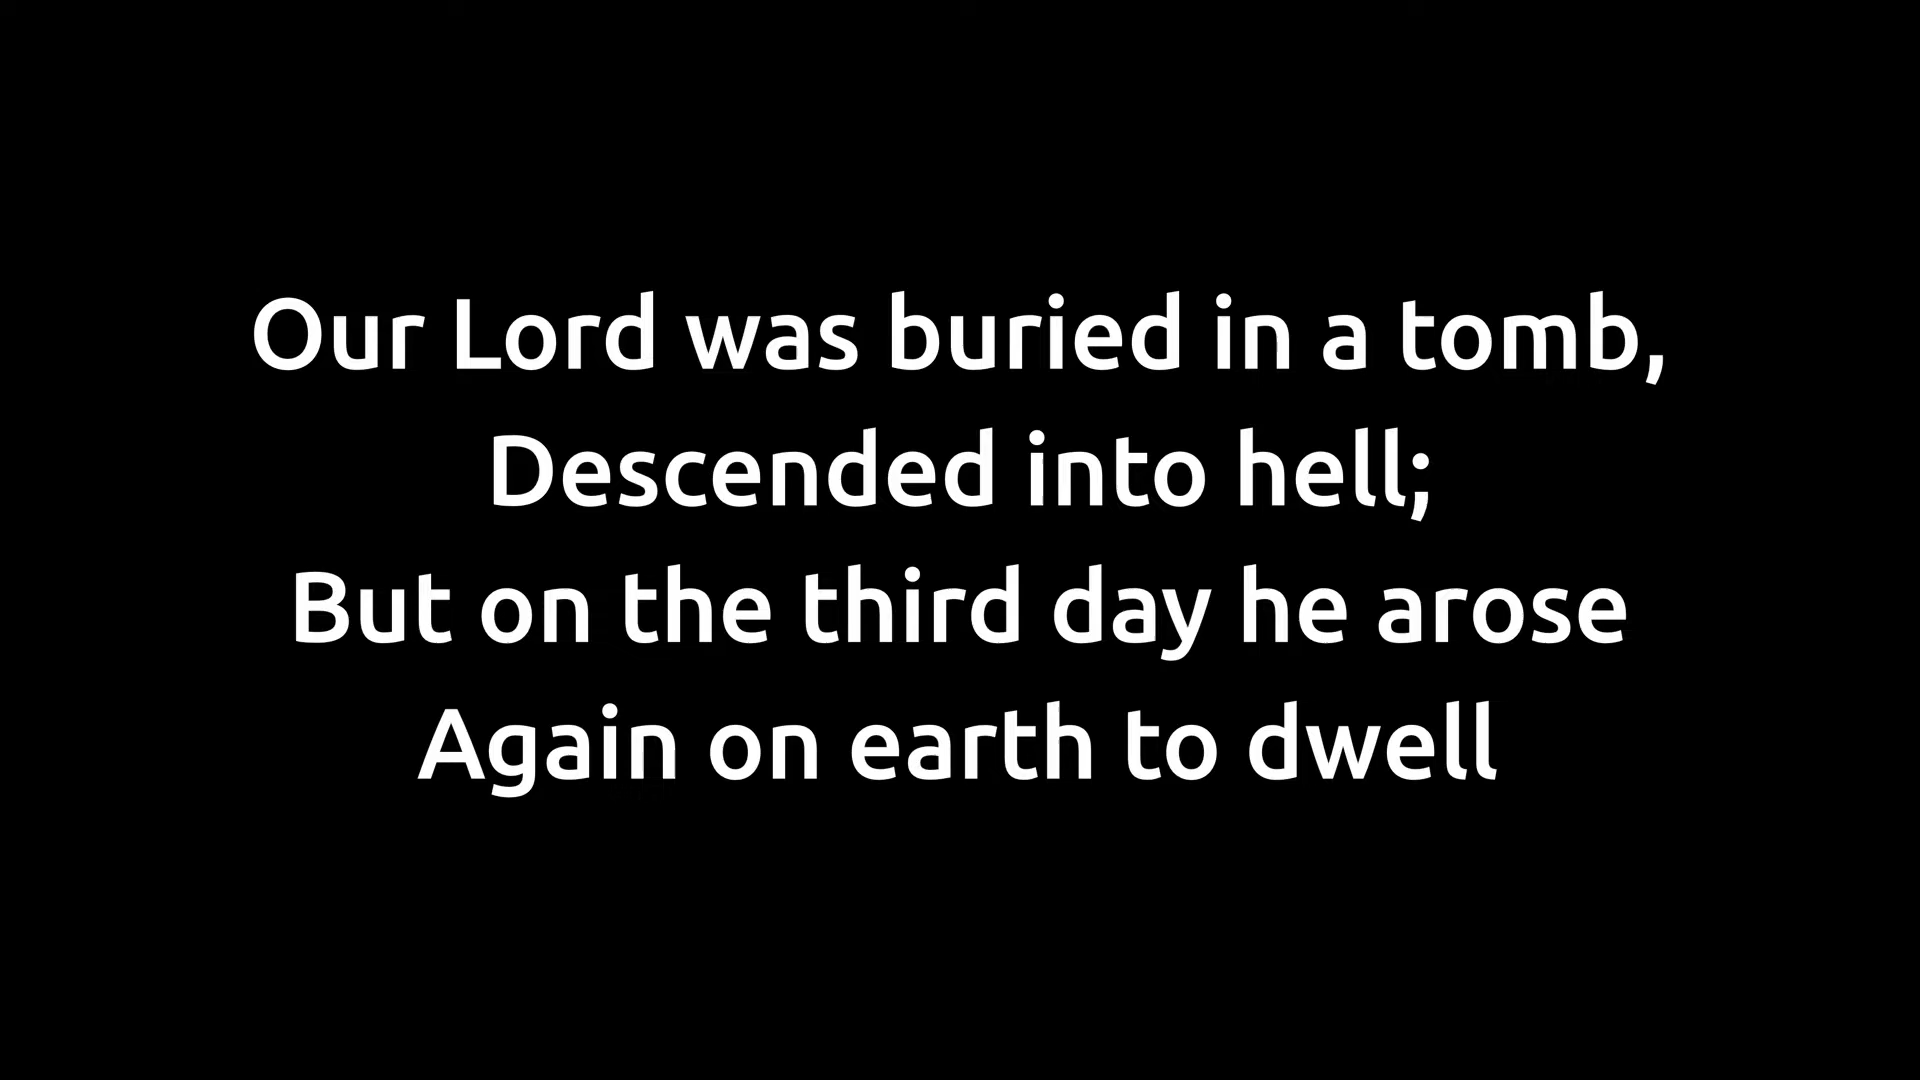 Our Lord was buried in a tomb,
Descended into hell;
But on the third day he arose
Again on earth to dwell